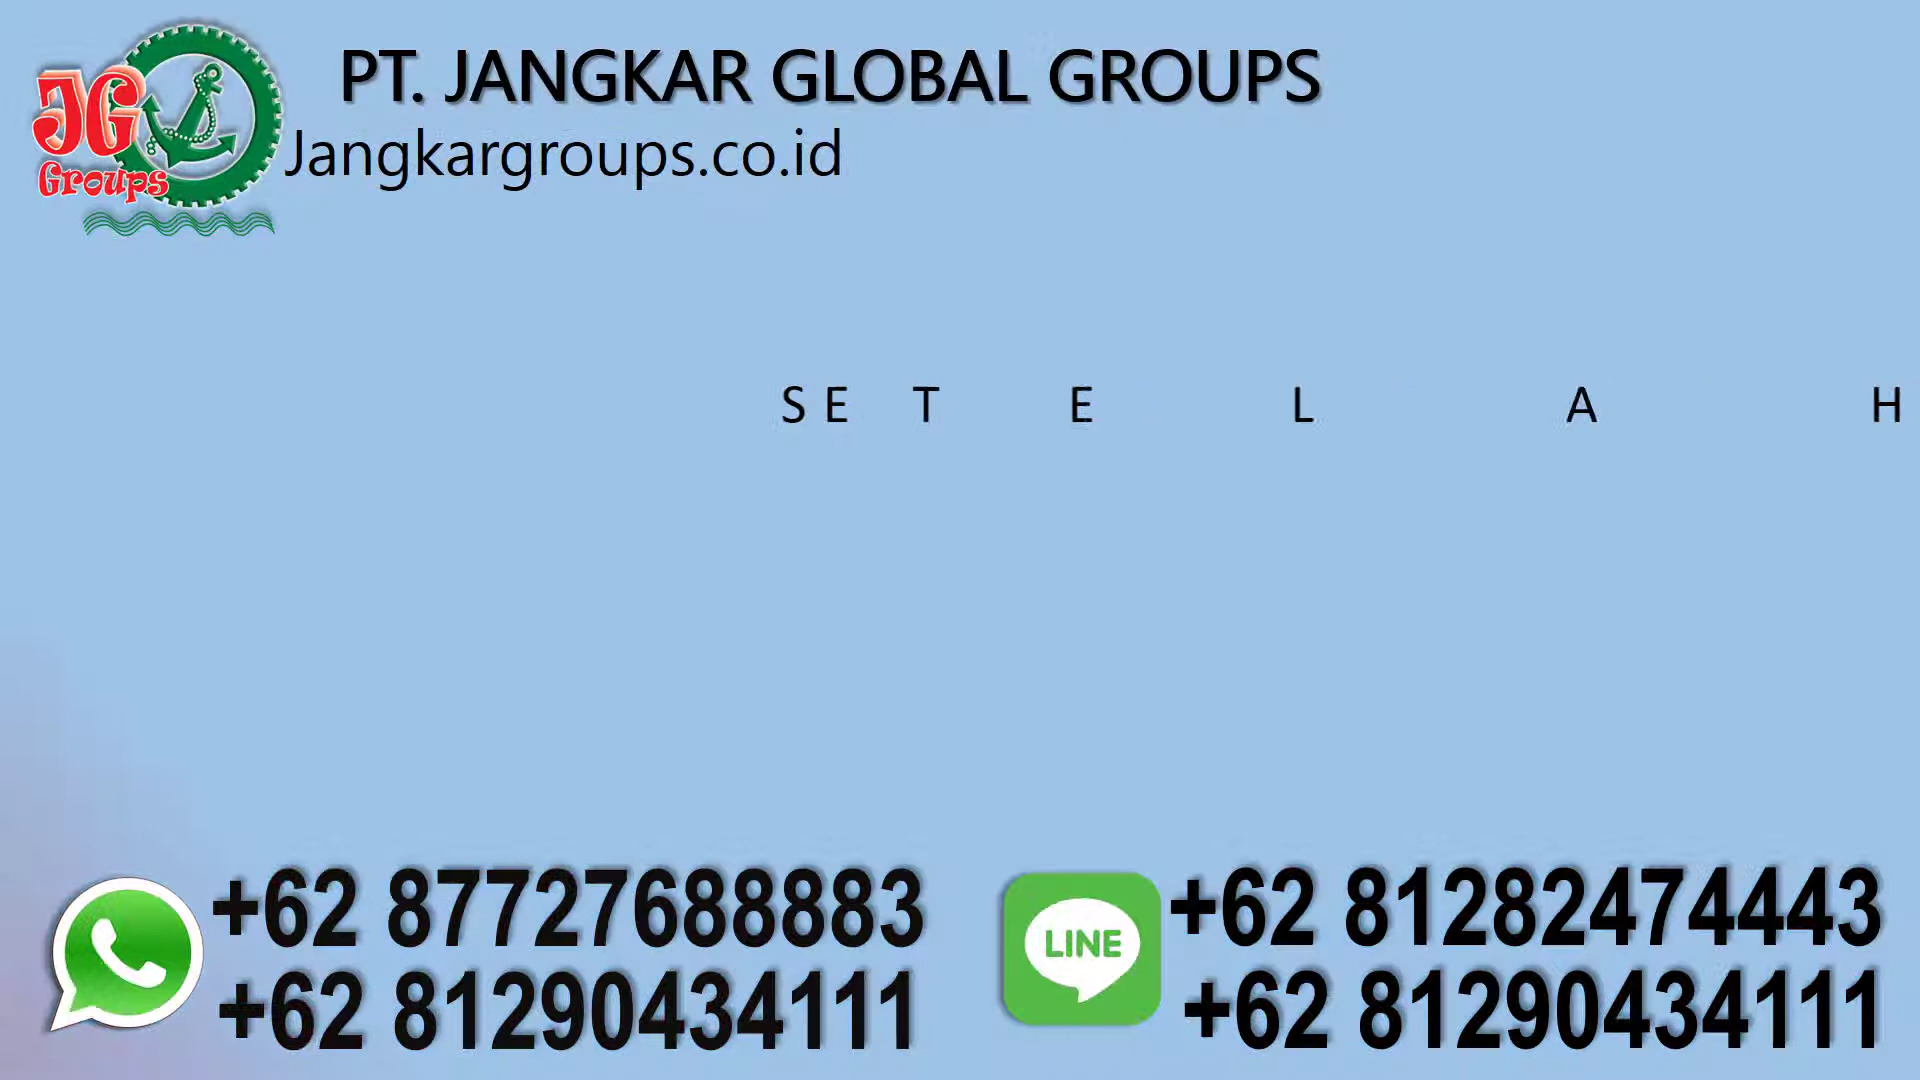 JG
Groups
PT. JANGKAR GLOBAL GROUPS
Jangkargroups.co.id
S E T E L A H
+62 87727688883
+62 81290434111
LINE
+62 81282474443
+62 81290434111